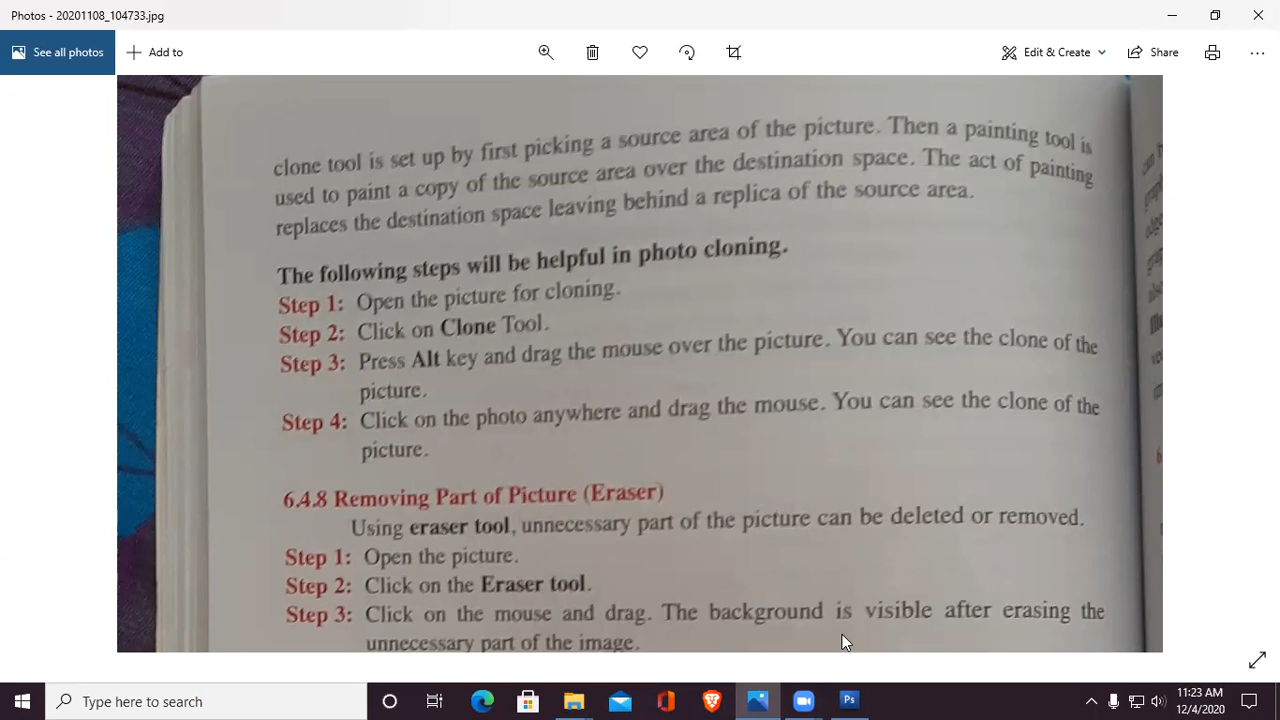 Photos - 20201108_104733.jpg
See all photos
Add to
Edit & Create
Share
clone tool is set up by first picking a source area of the picture. Then a painting tool is
used to paint a copy of the source area over the destination space. The act of painting
replaces the destination space leaving behind a replica of the source area.
The following steps will be helpful in photo cloning.
Step 1: Open the picture for cloning.
Step 2: Click on Clone Tool.
Step 3: Press Alt key and drag the mouse over the picture. You can see the clone of the
picture.
Step 4: Click on the photo anywhere and drag the mouse. You can see the clone of the
picture.
6.4.8 Removing Part of Picture (Eraser)
Using eraser tool, unnecessary part of the picture can be deleted or removed.
Step 1: Open the picture.
Step 2: Click on the Eraser tool.
Step 3: Click on the mouse and drag. The background is visible after erasing the
unnecessary part of the image.
Type here to search
Ps
11:23 AM
12/4/2020